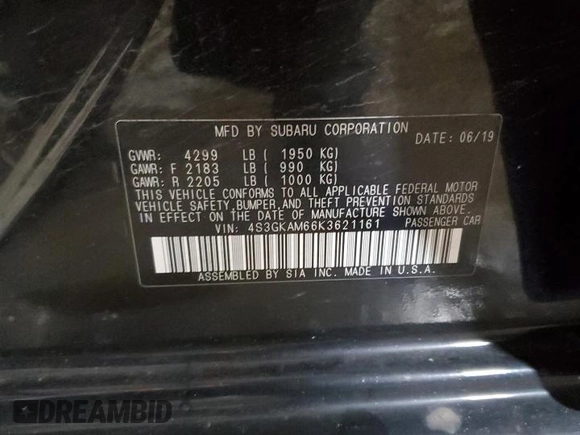 MFD BY SUBARU CORPORATION
DATE: 06/19
GVWR: 4299 LB ( 1950 KG)
GAWR: F 2183 LB ( 990 KG)
GAWR: R 2205 LB ( 1000 KG)
THIS VEHICLE CONFORMS TO ALL APPLICABLE FEDERAL MOTOR
VEHICLE SAFETY, BUMPER, AND THEFT PREVENTION STANDARDS
IN EFFECT ON THE DATE OF MANUFACTURE SHOWN ABOVE.
VIN: 4S3GKAM66K3621161 PASSENGER CAR
ASSEMBLED BY SIA INC. MADE IN U.S.A.
DREAMBID